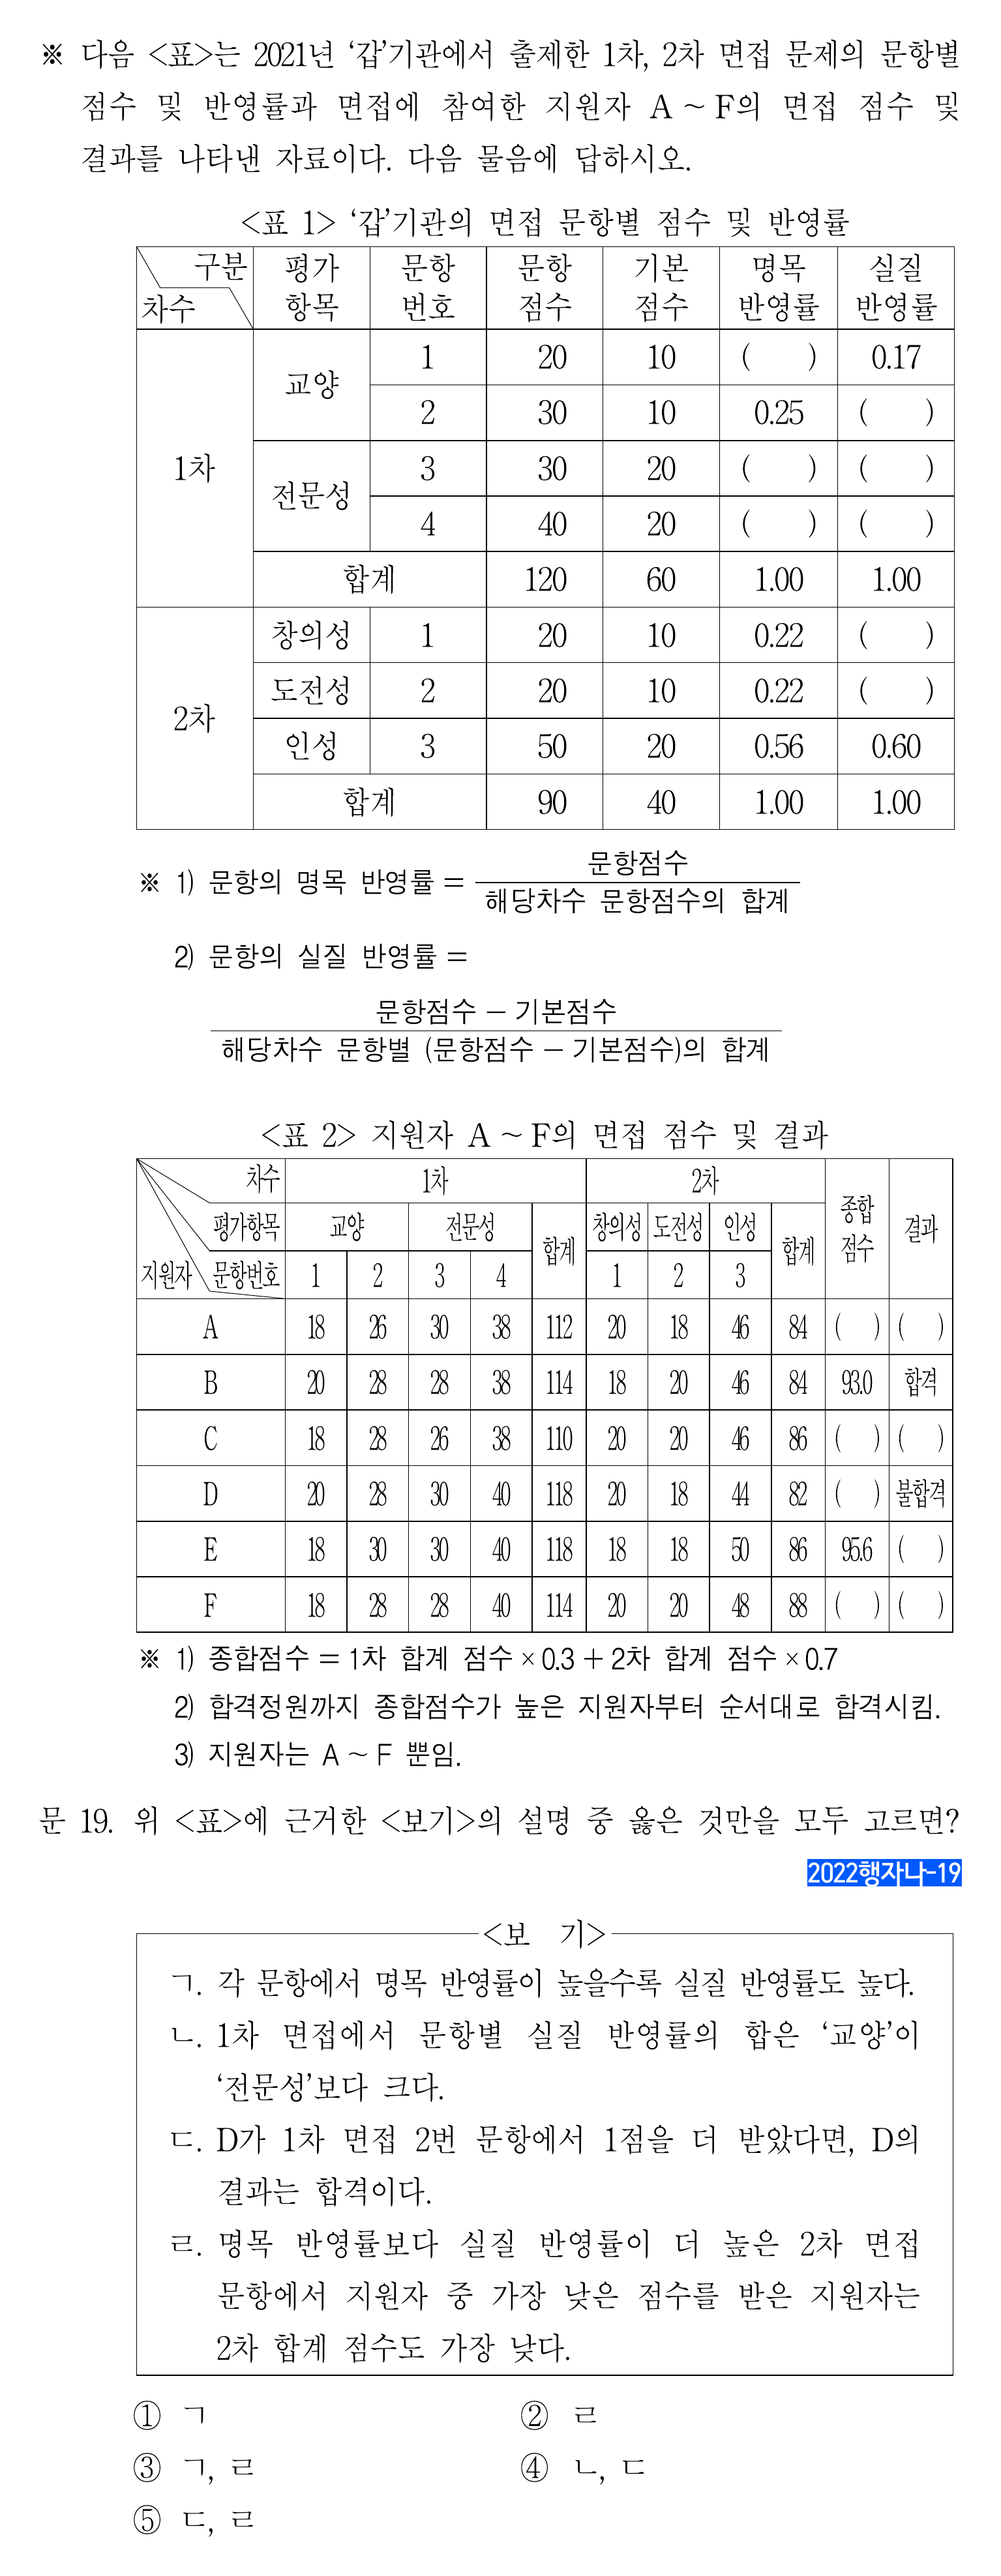 ※ 다음 <표>는 2021년 ‘갑’기관에서 출제한 1차, 2차 면접 문제의 문항별
점수 및 반영률과 면접에 참여한 지원자 A ~ F의 면접 점수 및
결과를 나타낸 자료이다. 다음 물음에 답하시오.
<표 1> ‘갑’기관의 면접 문항별 점수 및 반영률
구분 차수 평가 항목 문항 번호 문항 점수 기본 점수 명목 반영률 실질 반영률
1차 교양 1 20 10 ( ) 0.17
2 30 10 0.25 ( )
전문성 3 30 20 ( ) ( )
4 40 20 ( ) ( )
합계 120 60 1.00 1.00
2차 창의성 1 20 10 0.22 ( )
도전성 2 20 10 0.22 ( )
인성 3 50 20 0.56 0.60
합계 90 40 1.00 1.00
※ 1) 문항의 명목 반영률 = 문항점수 / 해당차수 문항점수의 합계
2) 문항의 실질 반영률 =
문항점수 − 기본점수
해당차수 문항별 (문항점수 − 기본점수)의 합계
<표 2> 지원자 A ~ F의 면접 점수 및 결과
차수 1차 2차 종합 점수 결과
평가항목 교양 전문성 합계 창의성 도전성 인성 합계
지원자 문항번호 1 2 3 4 1 2 3
A 18 26 30 38 112 20 18 46 84 ( ) ( )
B 20 28 28 38 114 18 20 46 84 93.0 합격
C 18 28 26 38 110 20 20 46 86 ( ) ( )
D 20 28 30 40 118 20 18 44 82 ( ) 불합격
E 18 30 30 40 118 18 18 50 86 95.6 ( )
F 18 28 28 40 114 20 20 48 88 ( ) ( )
※ 1) 종합점수 = 1차 합계 점수 × 0.3 + 2차 합계 점수 × 0.7
2) 합격정원까지 종합점수가 높은 지원자부터 순서대로 합격시킴.
3) 지원자는 A ~ F 뿐임.
문 19. 위 <표>에 근거한 <보기>의 설명 중 옳은 것만을 모두 고르면?
2022행자나-19
<보 기>
ㄱ. 각 문항에서 명목 반영률이 높을수록 실질 반영률도 높다.
ㄴ. 1차 면접에서 문항별 실질 반영률의 합은 ‘교양’이
‘전문성’보다 크다.
ㄷ. D가 1차 면접 2번 문항에서 1점을 더 받았다면, D의
결과는 합격이다.
ㄹ. 명목 반영률보다 실질 반영률이 더 높은 2차 면접
문항에서 지원자 중 가장 낮은 점수를 받은 지원자는
2차 합계 점수도 가장 낮다.
① ㄱ ② ㄹ
③ ㄱ, ㄹ ④ ㄴ, ㄷ
⑤ ㄷ, ㄹ